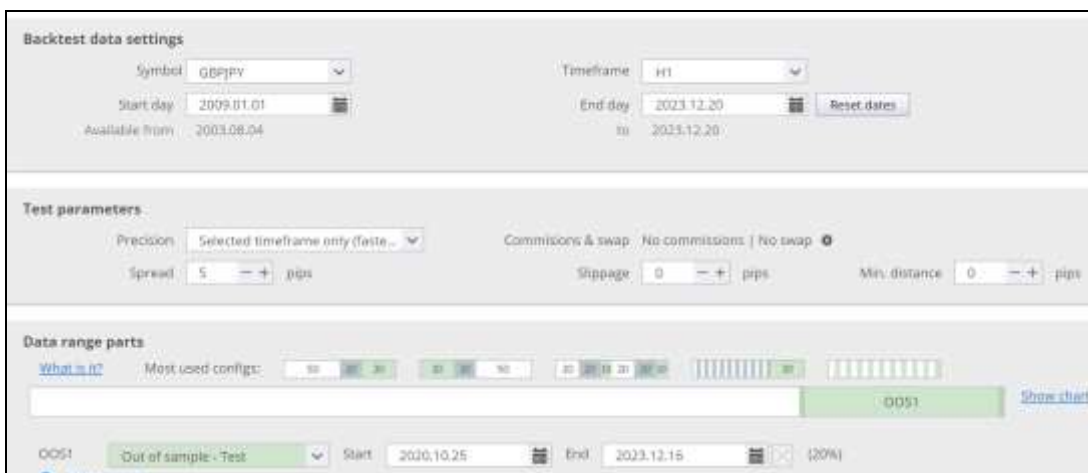 Backtest data settings
Symbol GBPJPY Timeframe H1
Start day 2009.01.01 End day 2023.12.20 Reset dates
Available from 2003.08.04 to 2023.12.20
Test parameters
Precision Selected timeframe only (faste... Commisions & swap No commissions | No swap
Spread 5 - + pips Slippage 0 - + pips Min. distance 0 - + pips
Data range parts
What is it? Most used configs: 50 30 50
OOS1 Show chart
OOS1 Out of sample - Test Start 2020.10.25 End 2023.12.16 (20%)